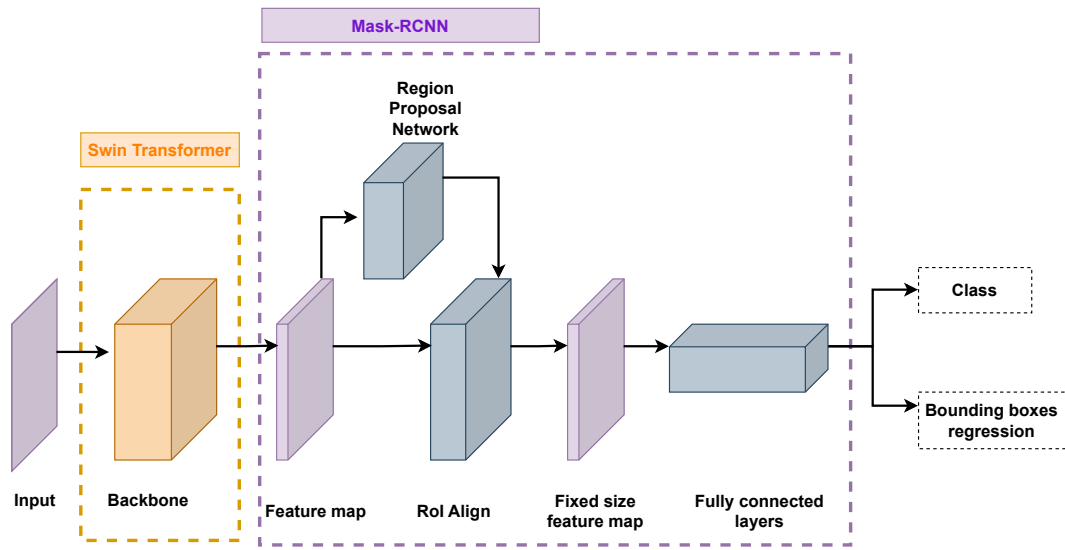 Mask-RCNN
Region
Proposal
Network
Swin Transformer
Class
Bounding boxes
regression
Input
Backbone
Feature map
RoI Align
Fixed size
feature map
Fully connected
layers